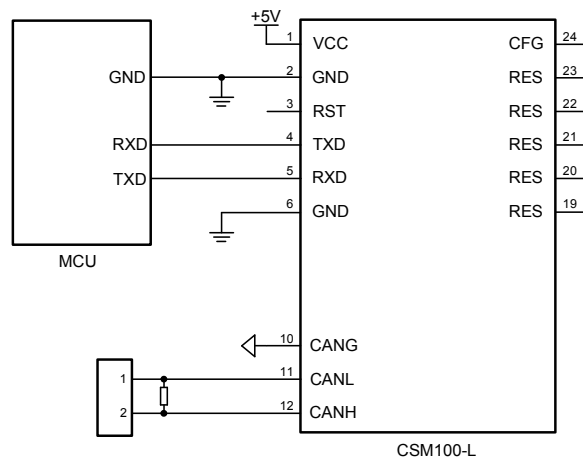 +5V
1 VCC CFG 24
GND 2 GND RES 23
3 RST RES 22
RXD 4 TXD RES 21
TXD 5 RXD RES 20
6 GND RES 19
MCU
10 CANG
1 11 CANL
2 12 CANH
CSM100-L